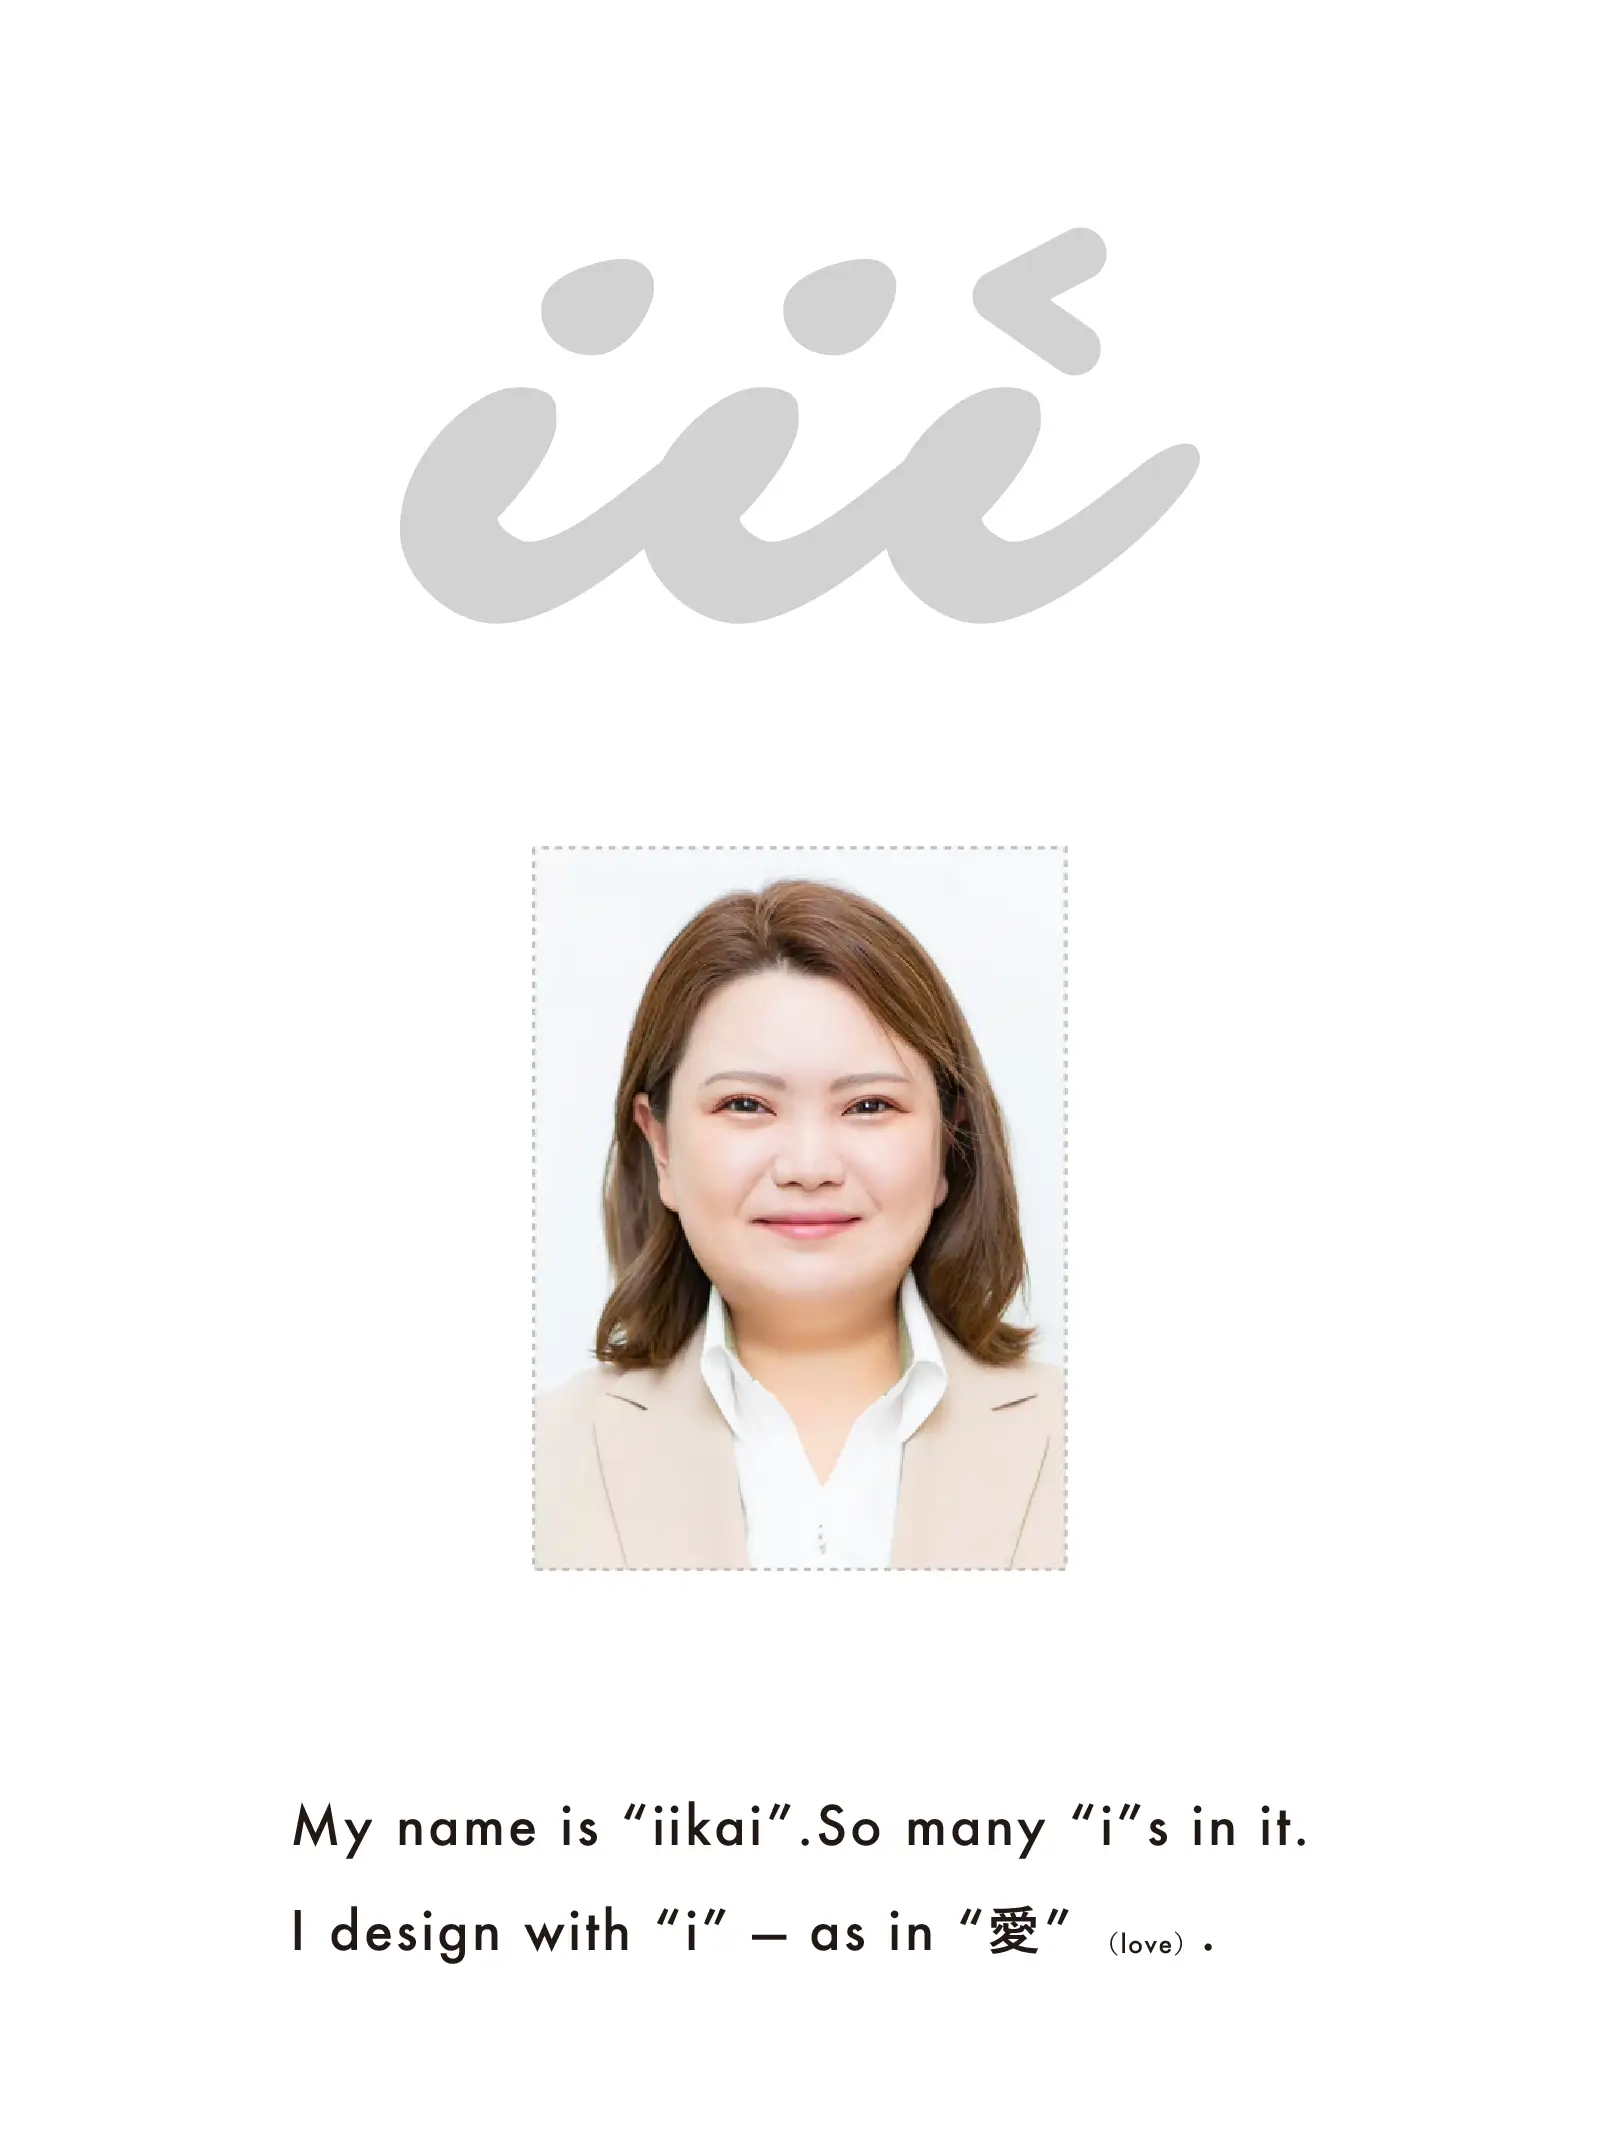 iii
My name is “iikai”.So many “i”s in it.
I design with “i” — as in “愛” （love）.